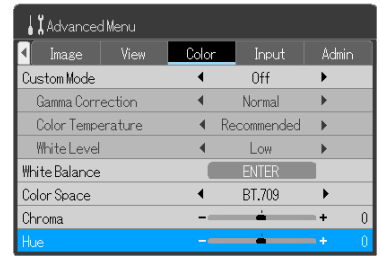 Advanced Menu
Image View Color Input Admin
Custom Mode Off
Gamma Correction Normal
Color Temperature Recommended
White Level Low
White Balance ENTER
Color Space BT.709
Chroma - + 0
Hue - + 0